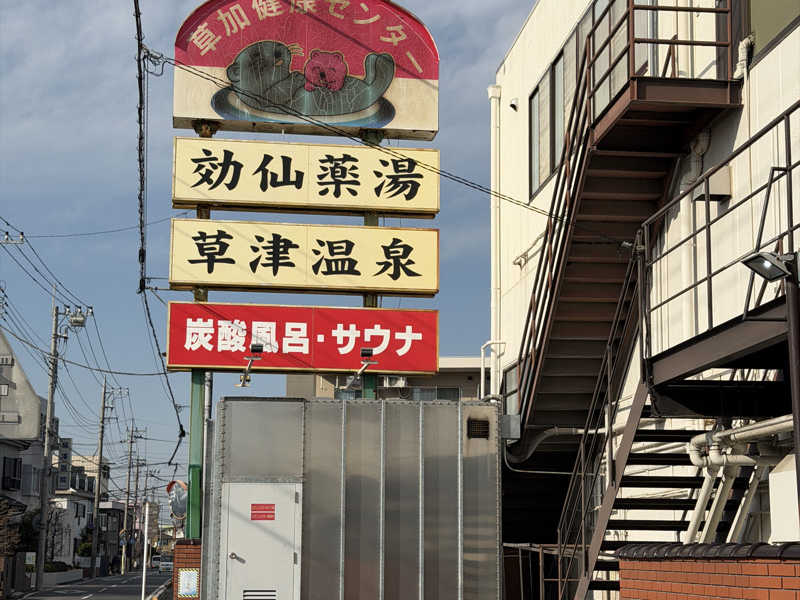 草加健康センター
効仙薬湯
草津温泉
炭酸風呂・サウナ